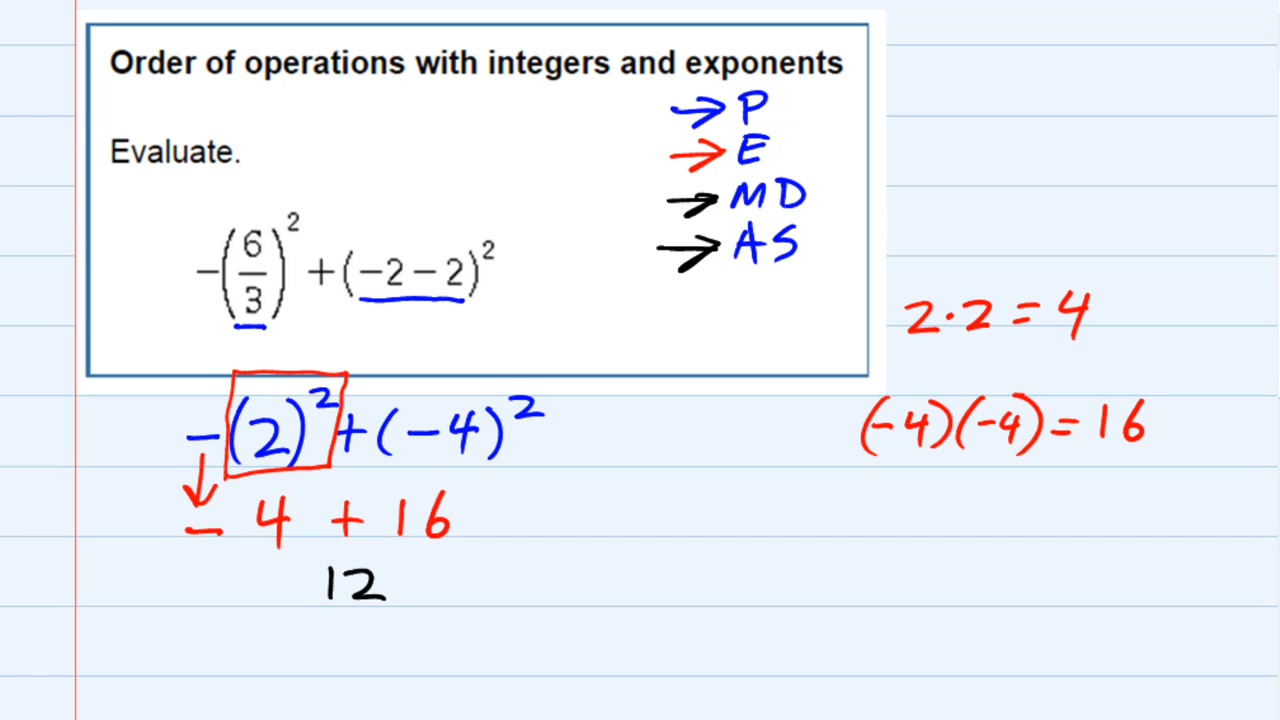 Order of operations with integers and exponents
P
Evaluate.
E
MD
AS
−(6/3)² + (−2 − 2)²
2·2 = 4
−(2)² + (−4)²
(−4)(−4) = 16
− 4 + 16
12